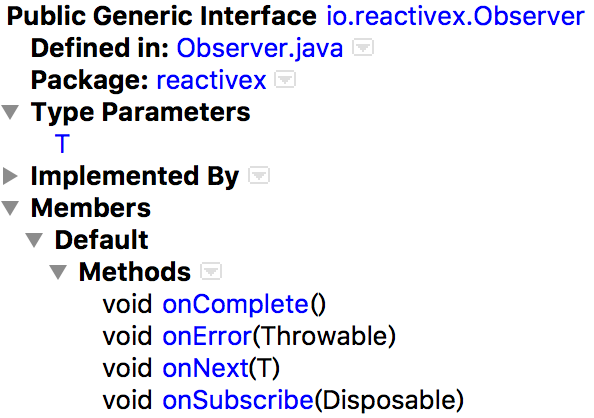 Public Generic Interface io.reactivex.Observer
Defined in: Observer.java
Package: reactivex
Type Parameters
T
Implemented By
Members
Default
Methods
void onComplete()
void onError(Throwable)
void onNext(T)
void onSubscribe(Disposable)